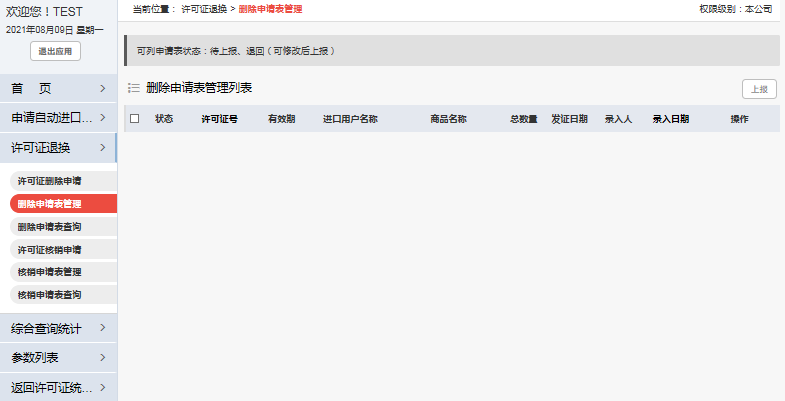 欢迎您！TEST
2021年08月09日 星期一
退出应用
首 页
申请自动进口...
许可证退换
许可证删除申请
删除申请表管理
删除申请表查询
许可证核销申请
核销申请表管理
核销申请表查询
综合查询统计
参数列表
返回许可证统...
当前位置： 许可证退换 > 删除申请表管理 权限级别：本公司
可列申请表状态：待上报、退回（可修改后上报）
删除申请表管理列表 上报
状态 许可证号 有效期 进口用户名称 商品名称 总数量 发证日期 录入人 录入日期 操作